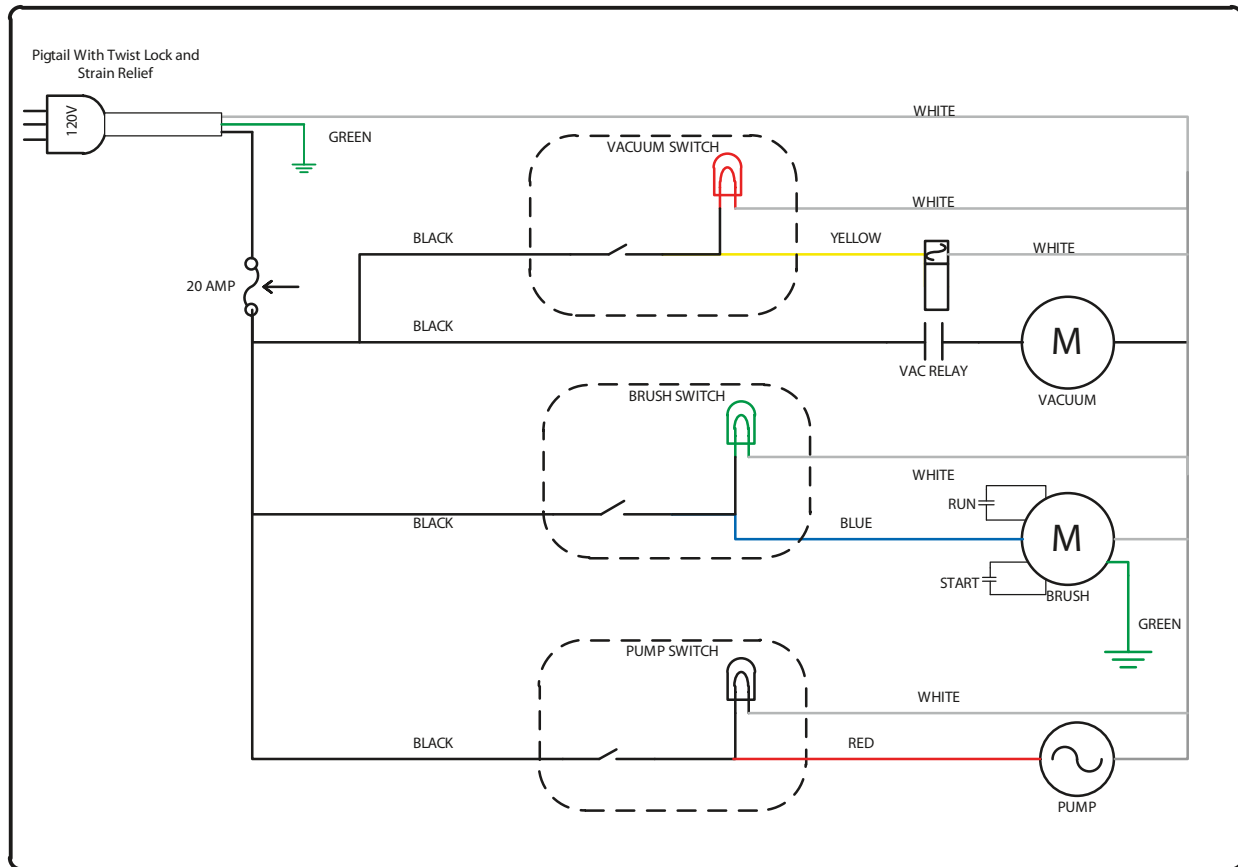 Pigtail With Twist Lock and
Strain Relief
120V
WHITE
GREEN
VACUUM SWITCH
WHITE
BLACK
YELLOW
WHITE
20 AMP
BLACK
M
VAC RELAY
VACUUM
BRUSH SWITCH
WHITE
RUN
BLACK
BLUE
M
START
BRUSH
GREEN
PUMP SWITCH
WHITE
BLACK
RED
PUMP